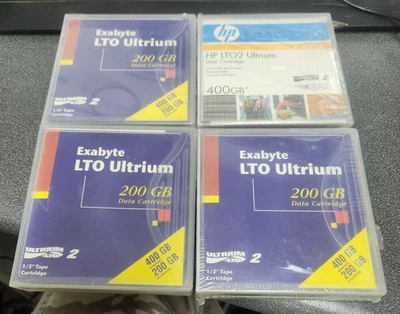 Exabyte
LTO Ultrium
200 GB
Data Cartridge
ULTRIUM
LTO
2
1/2" Tape
Cartridge
400 GB
200 GB
hp
HP LTO2 Ultrium
Data Cartridge
400GB*
Exabyte
LTO Ultrium
200 GB
Data Cartridge
ULTRIUM
LTO
2
1/2" Tape
Cartridge
400 GB
200 GB
Exabyte
LTO Ultrium
200 GB
Data Cartridge
ULTRIUM
LTO
2
1/2" Tape
Cartridge
400 GB
200 GB